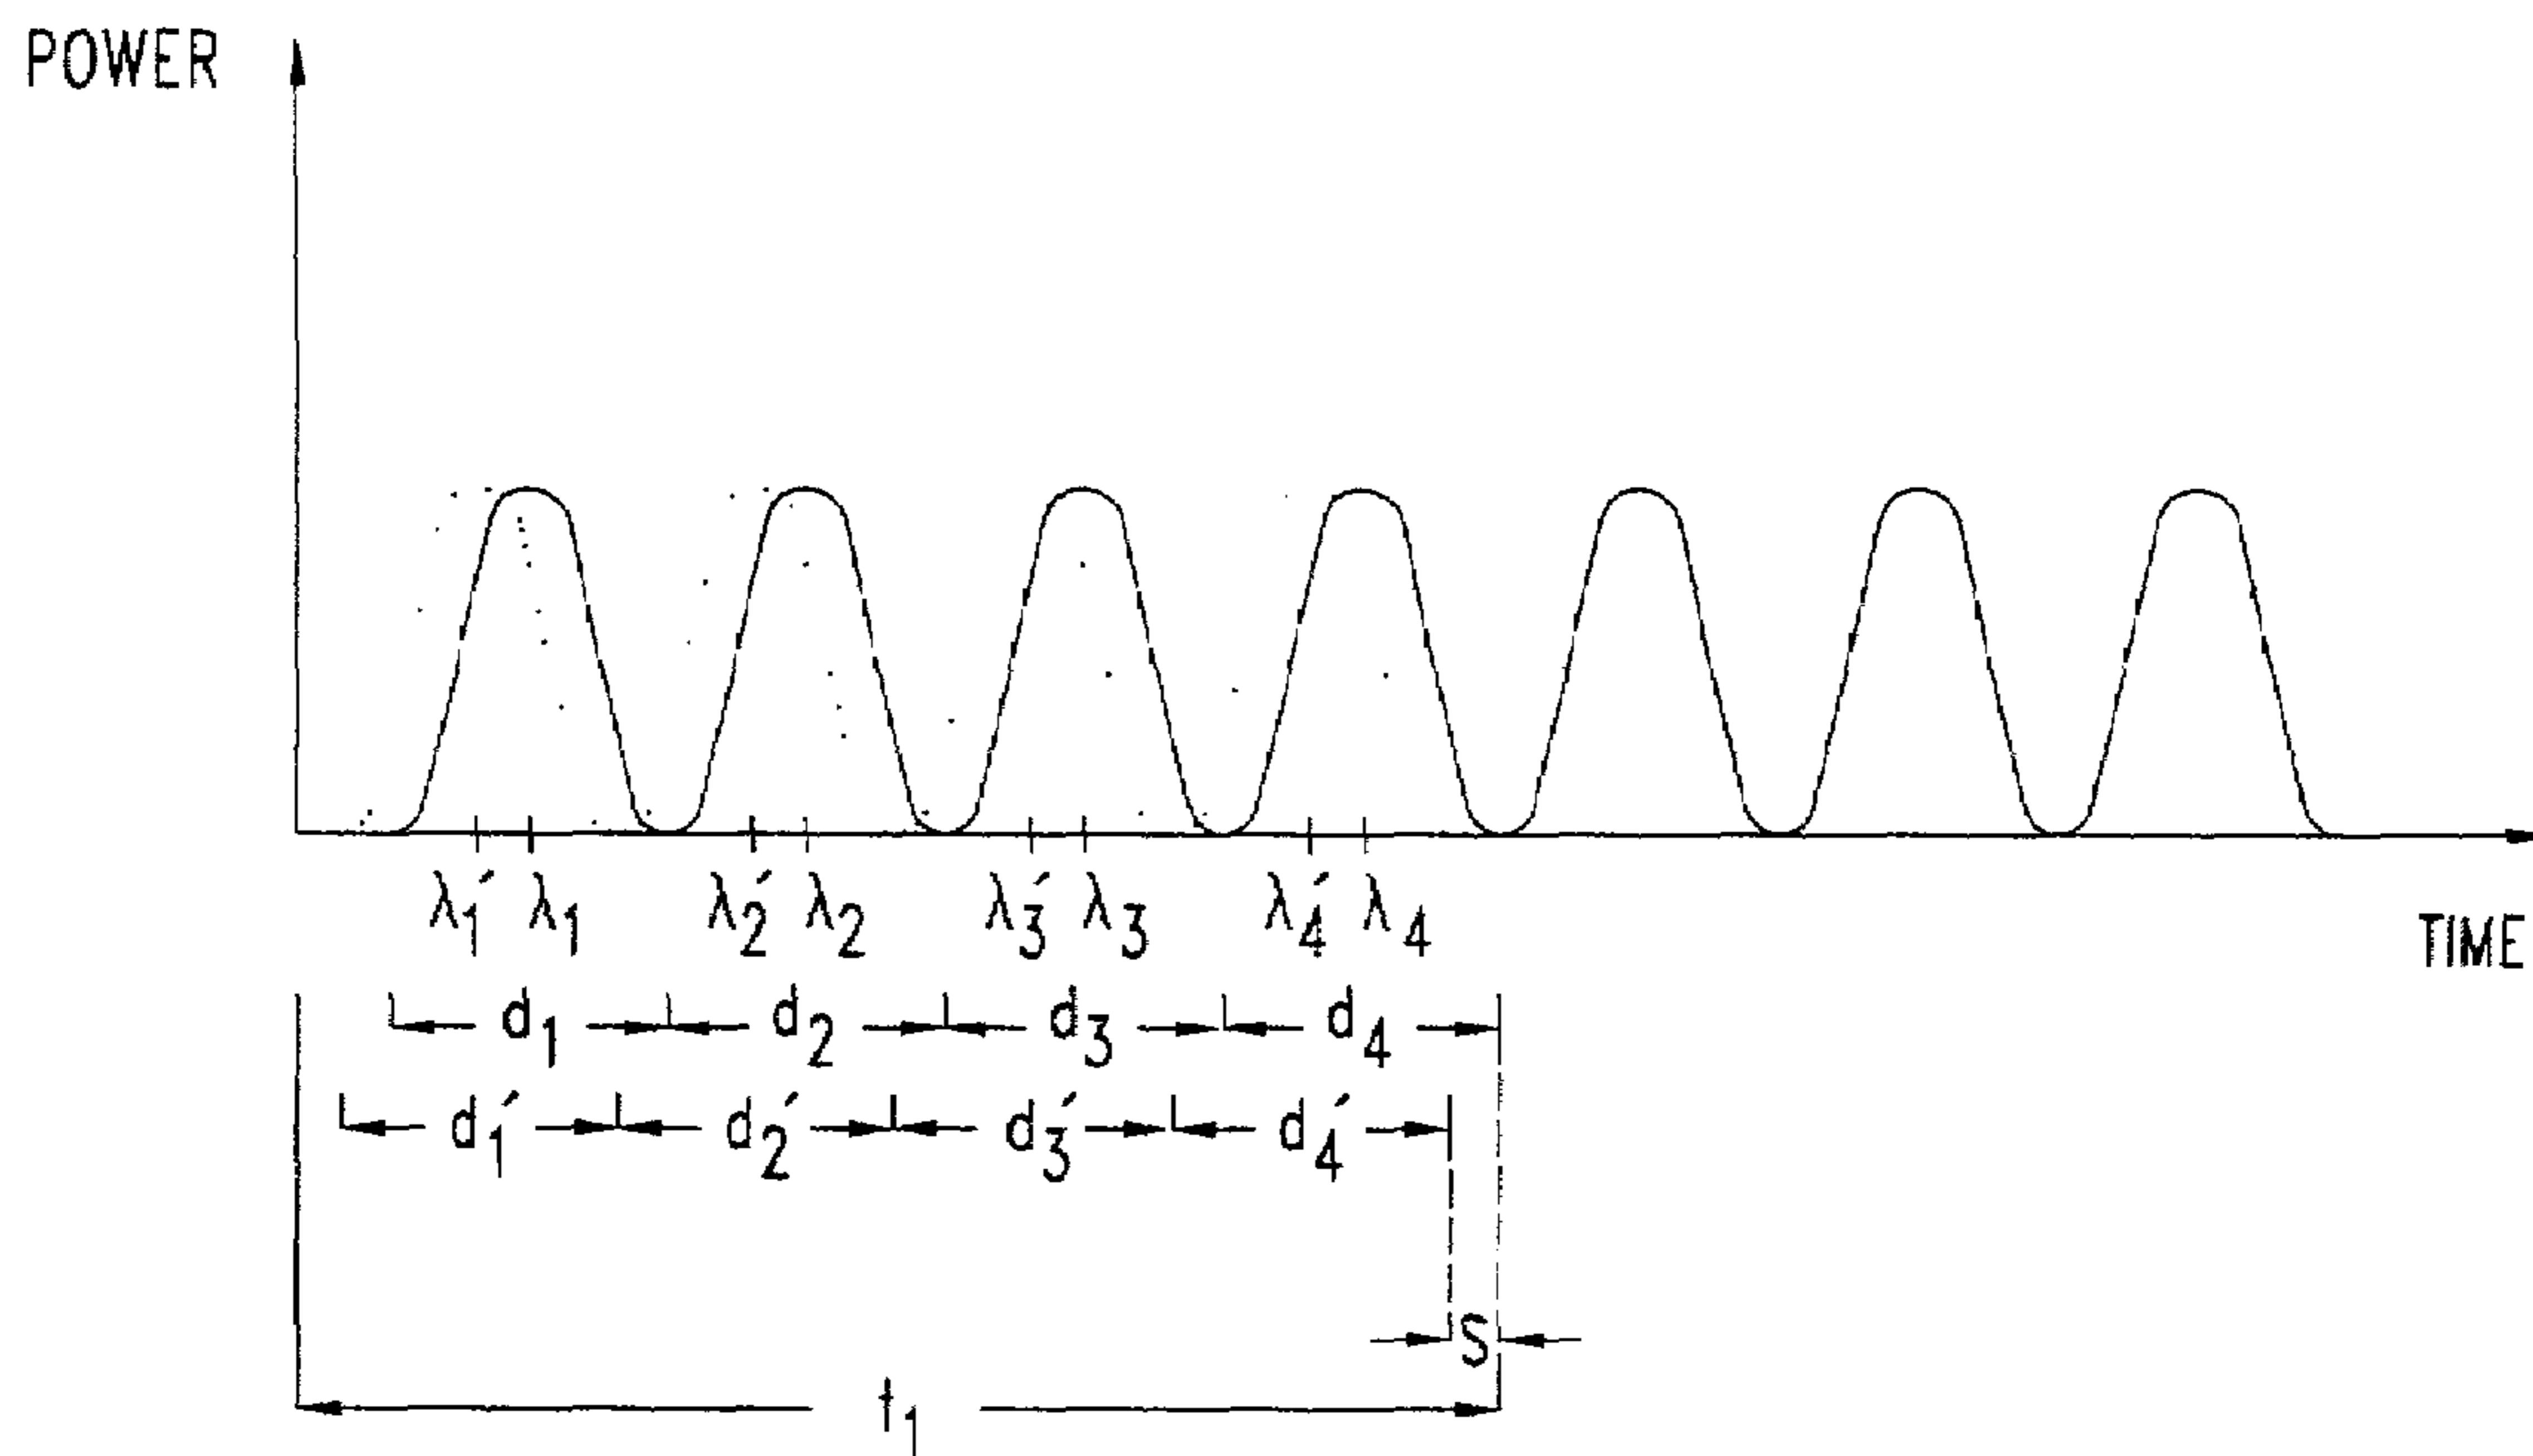 POWER
λ1′ λ1 λ2′ λ2 λ3′ λ3 λ4′ λ4
TIME
d1 d2 d3 d4
d1′ d2′ d3′ d4′
S
t1